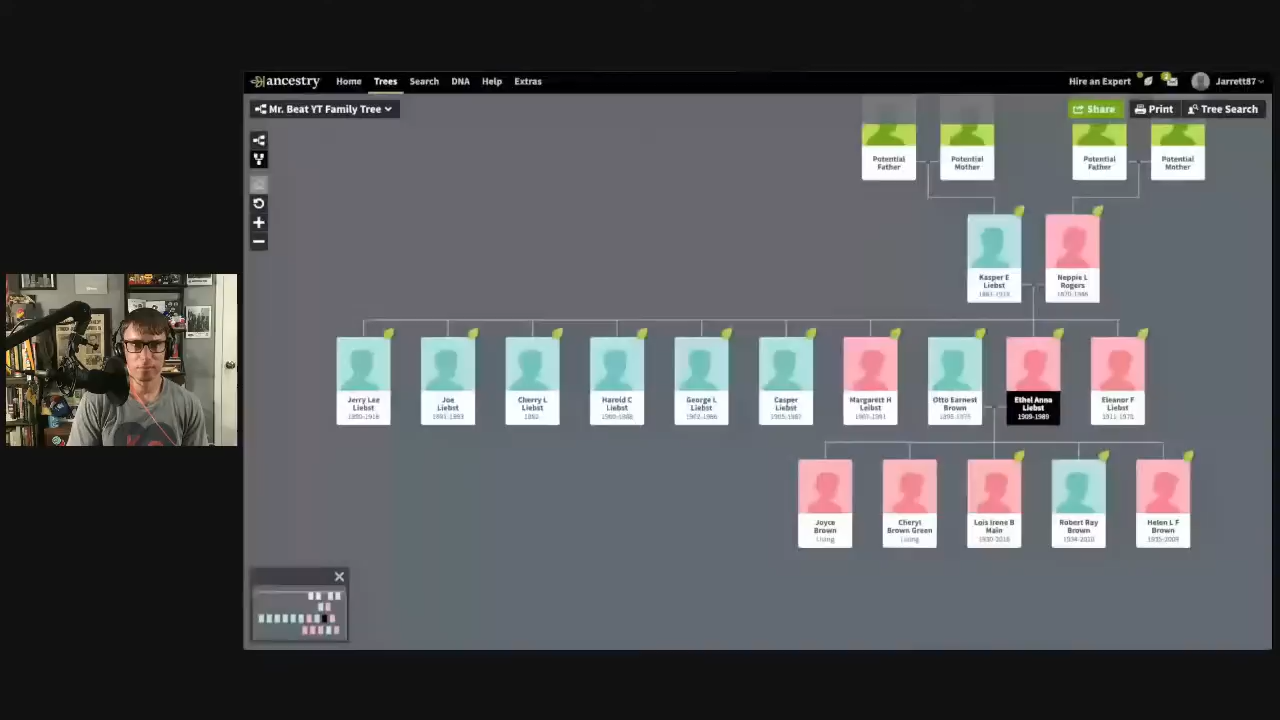 ancestry Home Trees Search DNA Help Extras Hire an Expert Jarrett87
Mr. Beat YT Family Tree Share Print Tree Search
Potential Father
Potential Mother
Potential Father
Potential Mother
Kasper E
Liebst
Neppie L
Rogers
Jerry Lee
Liebst
Joe
Liebst
Cherry L
Liebst
1892
Harold C
Liebst
George L
Liebst
Casper
Liebst
Margarett H
Liebst
Otto Earnest
Brown
Ethel Anna
Liebst
1909-1989
Eleanor F
Liebst
Joyce
Brown
Living
Cheryl
Brown Green
Living
Lois Irene B
Main
Robert Ray
Brown
Helen L F
Brown